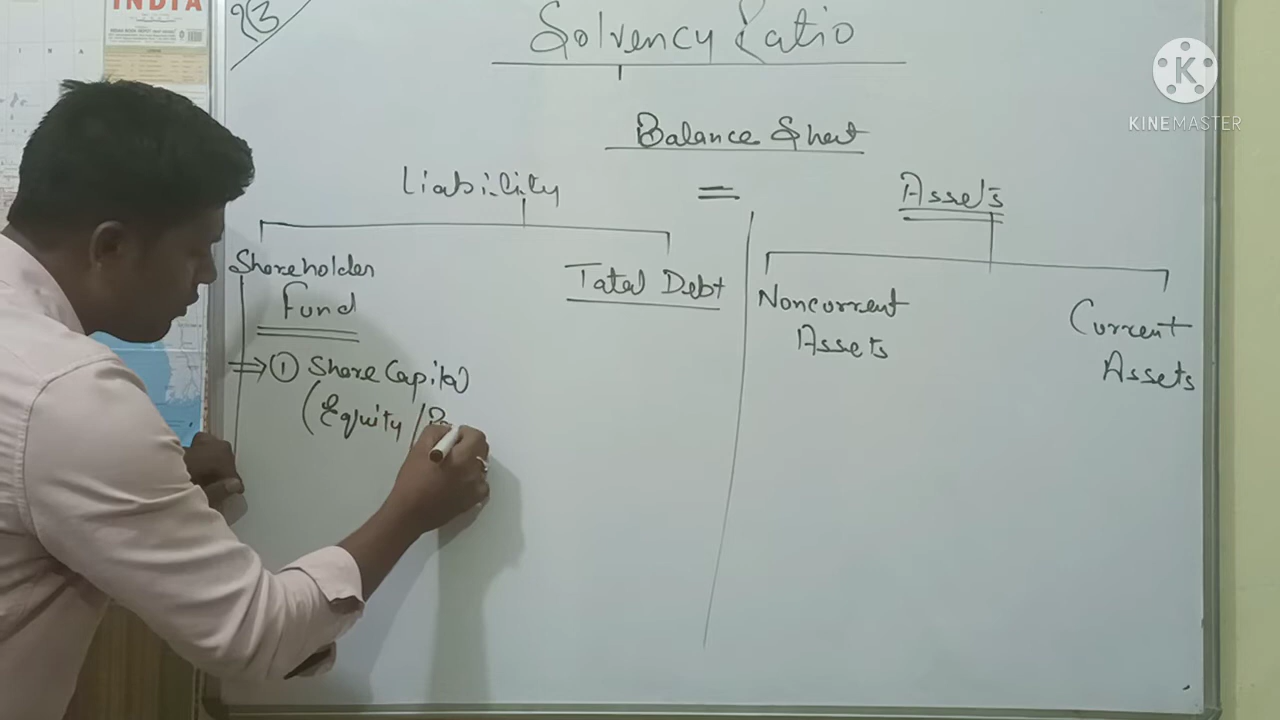 INDIA
23
Solvency Ratio
KINEMASTER
Balance Sheet
Liability = Assets
Shareholder
Fund
Total Debt
Noncurrent
Assets
Current
Assets
⇒ ① Share Capital
(Equity /